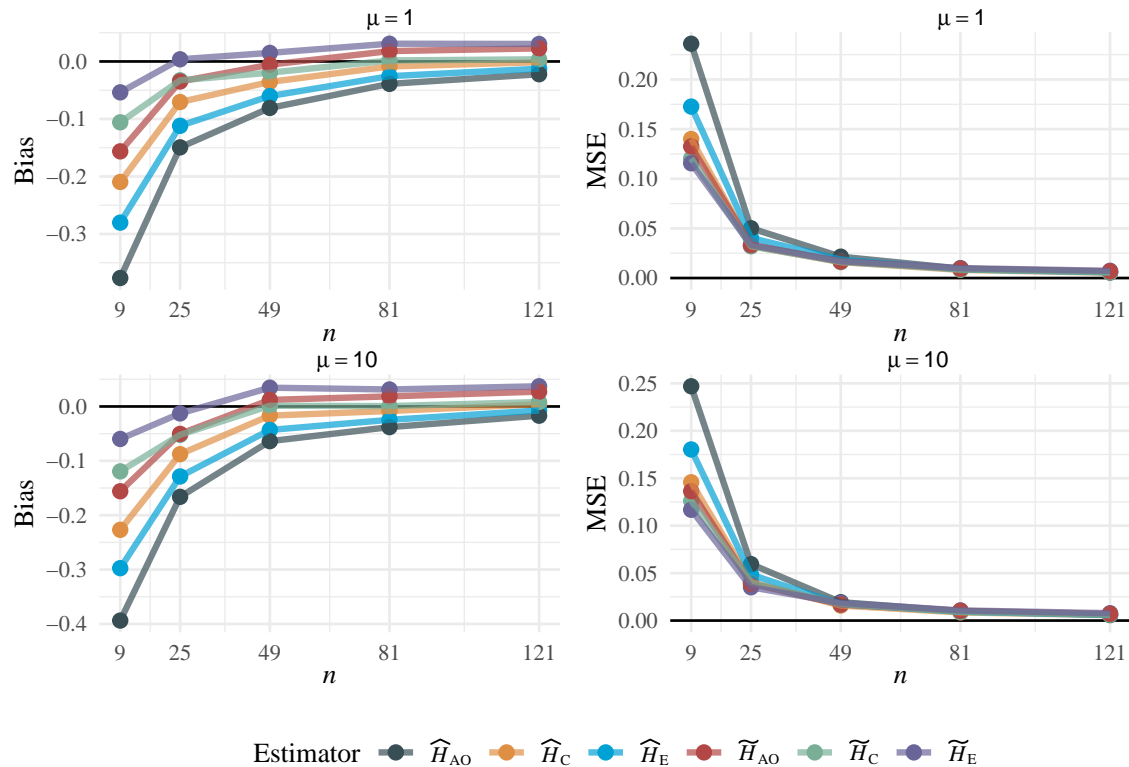 μ = 1
0.0
−0.1
−0.2
−0.3
Bias
9 25 49 81 121
n
μ = 1
0.20
0.15
0.10
0.05
0.00
MSE
9 25 49 81 121
n
μ = 10
0.0
−0.1
−0.2
−0.3
−0.4
Bias
9 25 49 81 121
n
μ = 10
0.25
0.20
0.15
0.10
0.05
0.00
MSE
9 25 49 81 121
n
Estimator Ĥ_AO Ĥ_C Ĥ_E H̃_AO H̃_C H̃_E